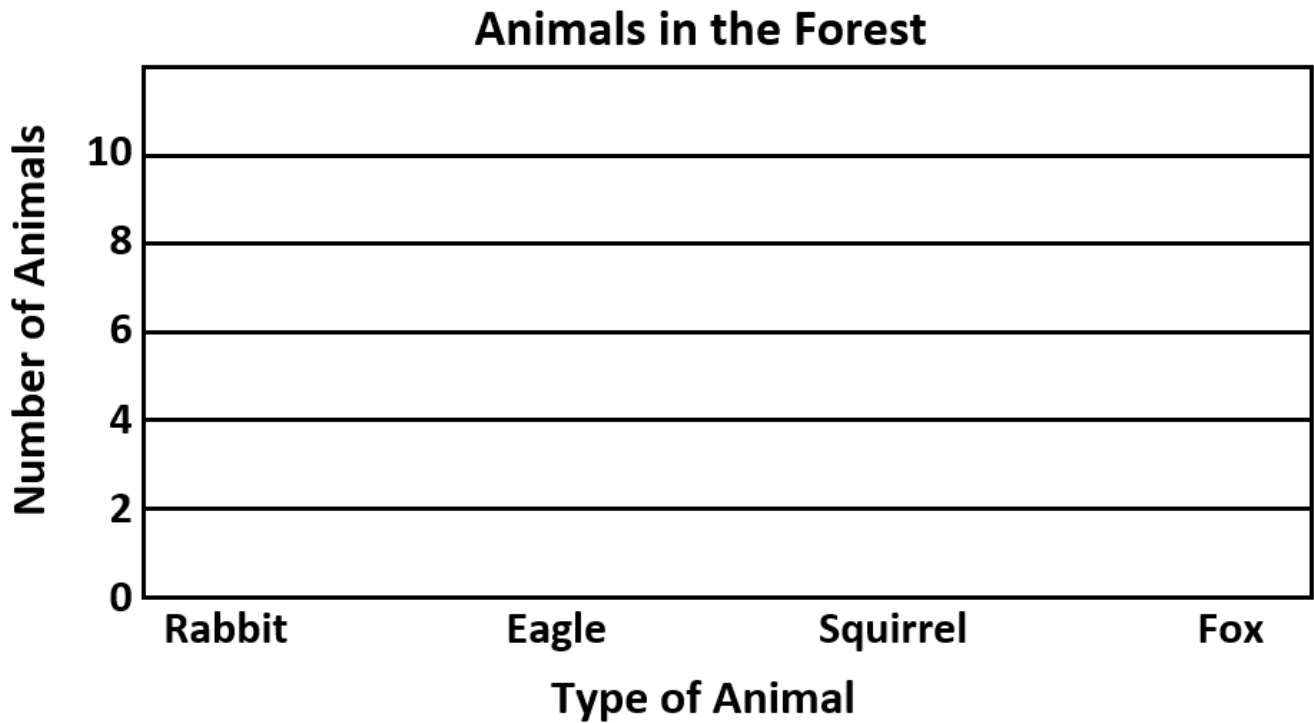 Animals in the Forest
Number of Animals
10
8
6
4
2
0
Rabbit Eagle Squirrel Fox
Type of Animal